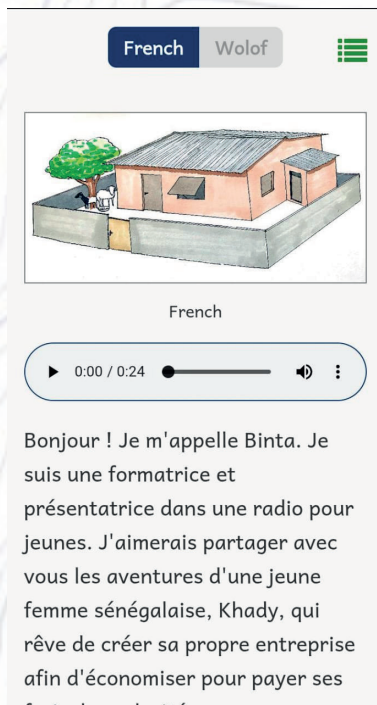 French Wolof
French
0:00 / 0:24
Bonjour ! Je m'appelle Binta. Je
suis une formatrice et
présentatrice dans une radio pour
jeunes. J'aimerais partager avec
vous les aventures d'une jeune
femme sénégalaise, Khady, qui
rêve de créer sa propre entreprise
afin d'économiser pour payer ses